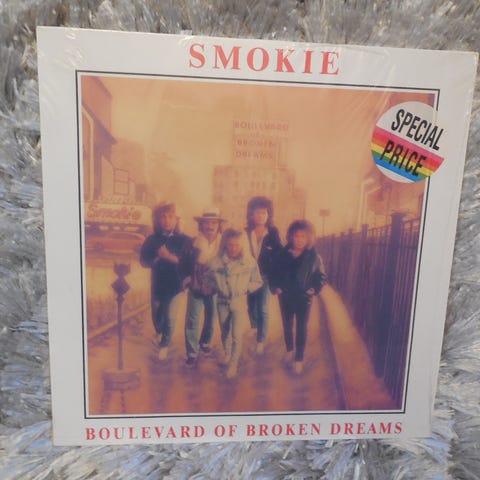 SMOKIE
SPECIAL
PRICE
BOULEVARD
OF
BROKEN
DREAMS
Smokie
BOULEVARD OF BROKEN DREAMS